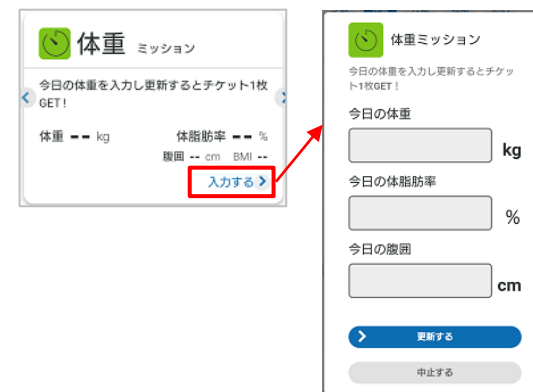 体重 ミッション
今日の体重を入力し更新するとチケット1枚
GET!
体重 -- kg 体脂肪率 -- %
腹囲 -- cm BMI --
入力する
体重ミッション
今日の体重を入力し更新するとチケッ
ト1枚GET!
今日の体重
kg
今日の体脂肪率
%
今日の腹囲
cm
更新する
中止する